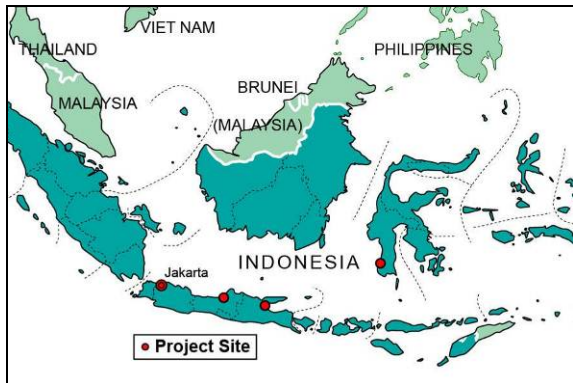 VIET NAM
THAILAND
PHILIPPINES
BRUNEI
MALAYSIA
(MALAYSIA)
INDONESIA
Jakarta
Project Site